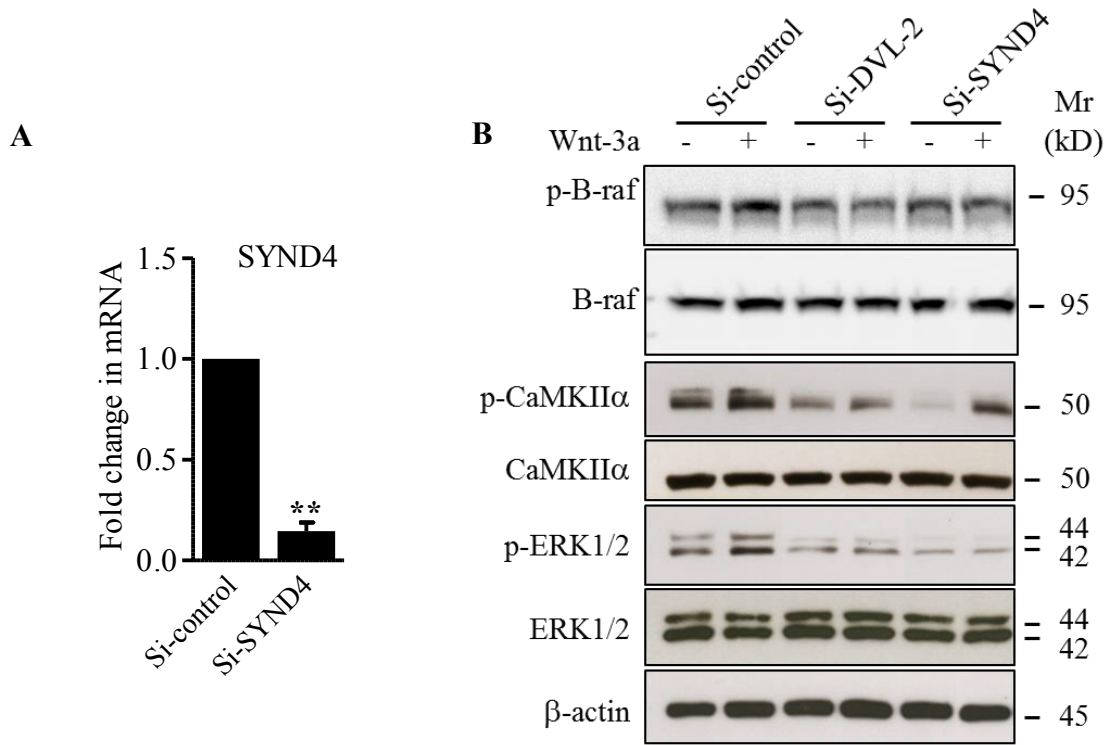 A
SYND4
Fold change in mRNA
1.5
1.0
0.5
0.0
**
Si-control
Si-SYND4
B
Si-control
Si-DVL-2
Si-SYND4
Mr
(kD)
Wnt-3a - + - + - +
p-B-raf - 95
B-raf - 95
p-CaMKIIα - 50
CaMKIIα - 50
p-ERK1/2 - 44
- 42
ERK1/2 - 44
- 42
β-actin - 45